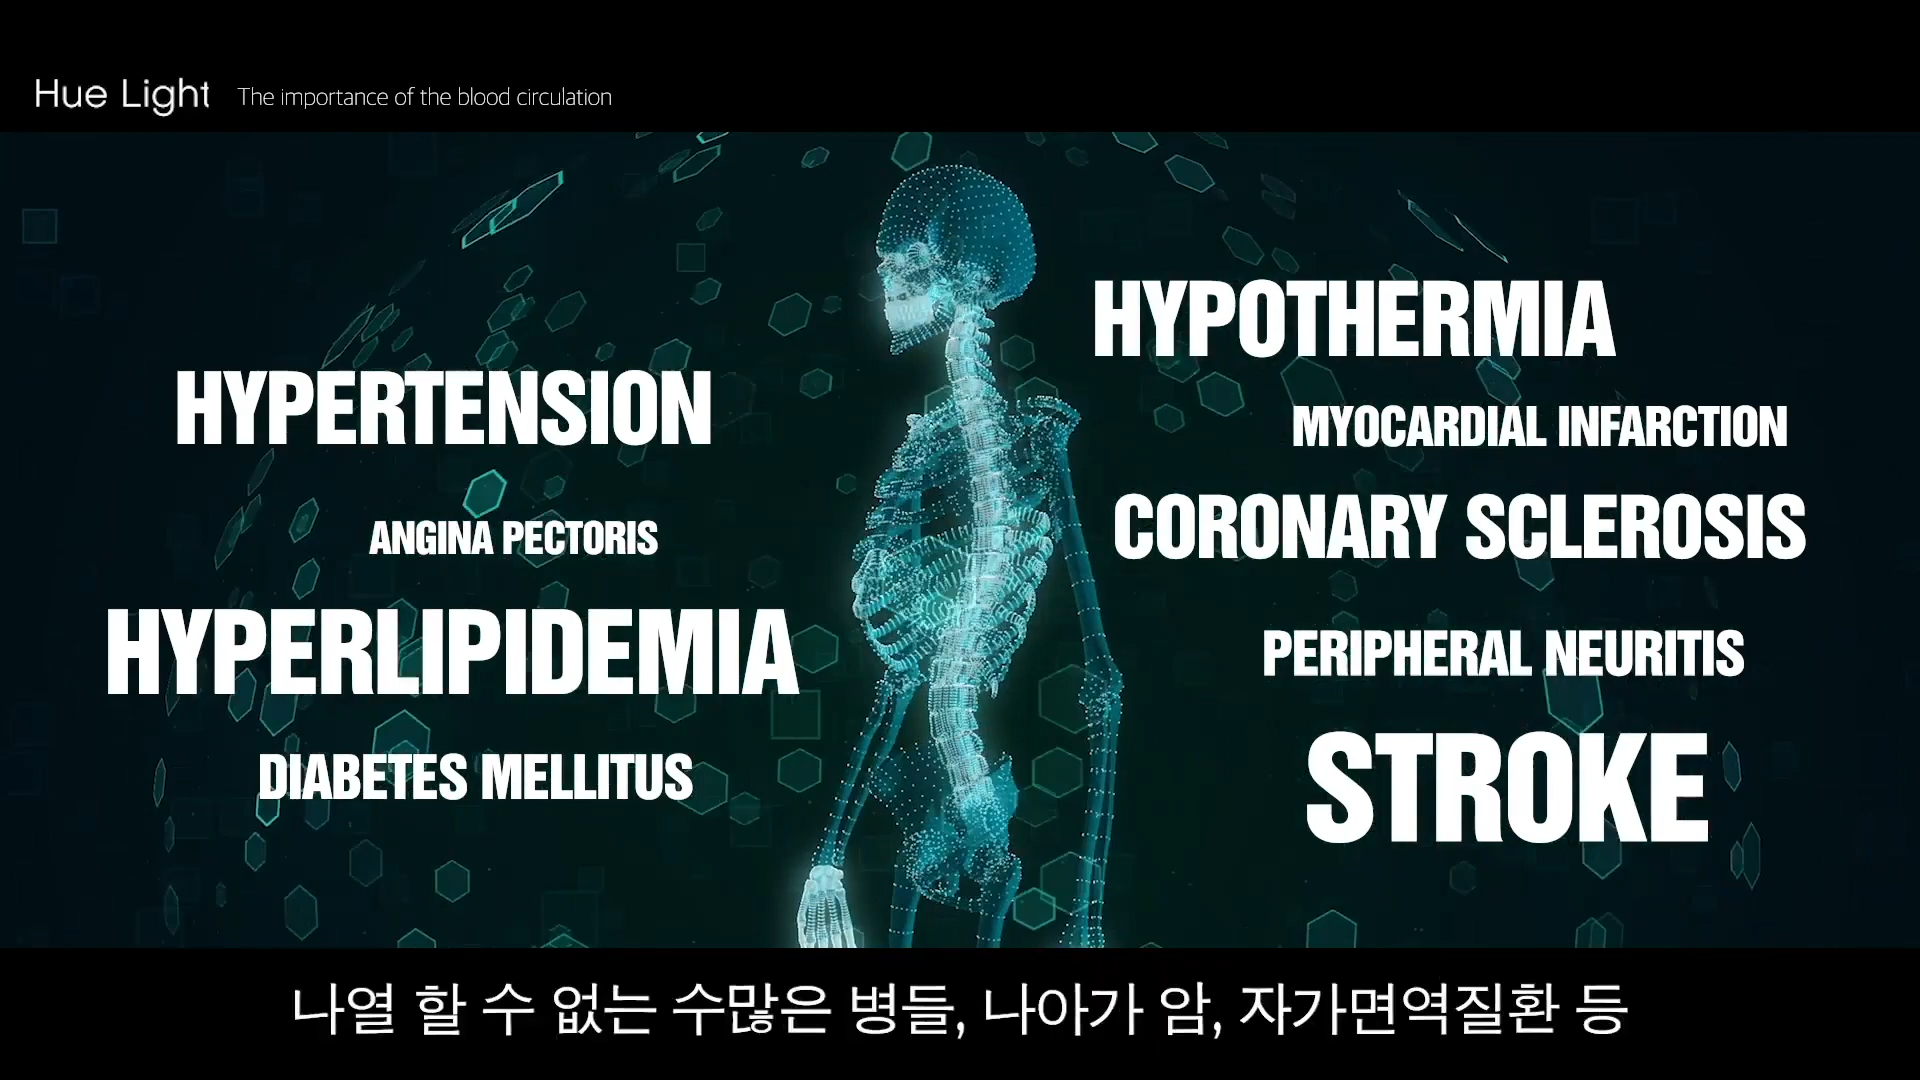 Hue Light
The importance of the blood circulation
HYPERTENSION
ANGINA PECTORIS
HYPERLIPIDEMIA
DIABETES MELLITUS
HYPOTHERMIA
MYOCARDIAL INFARCTION
CORONARY SCLEROSIS
PERIPHERAL NEURITIS
STROKE
나열 할 수 없는 수많은 병들, 나아가 암, 자가면역질환 등